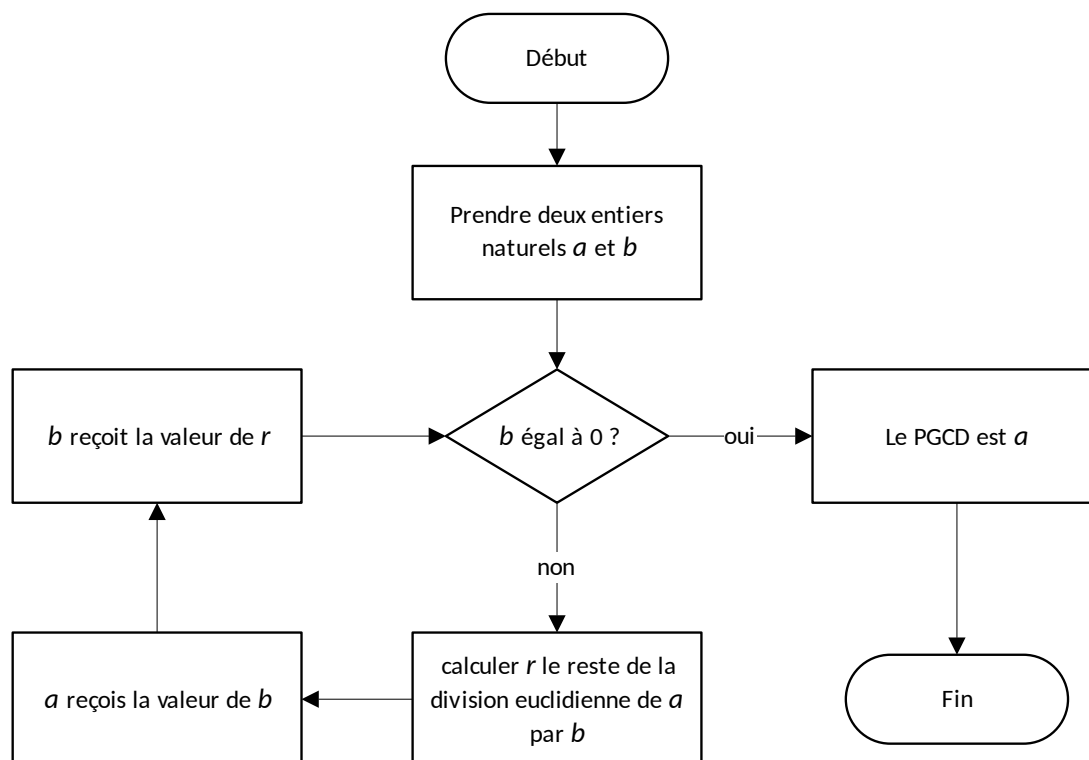 Début
Prendre deux entiers
naturels a et b
b reçoit la valeur de r
b égal à 0 ?
oui
Le PGCD est a
non
a reçois la valeur de b
calculer r le reste de la
division euclidienne de a
par b
Fin